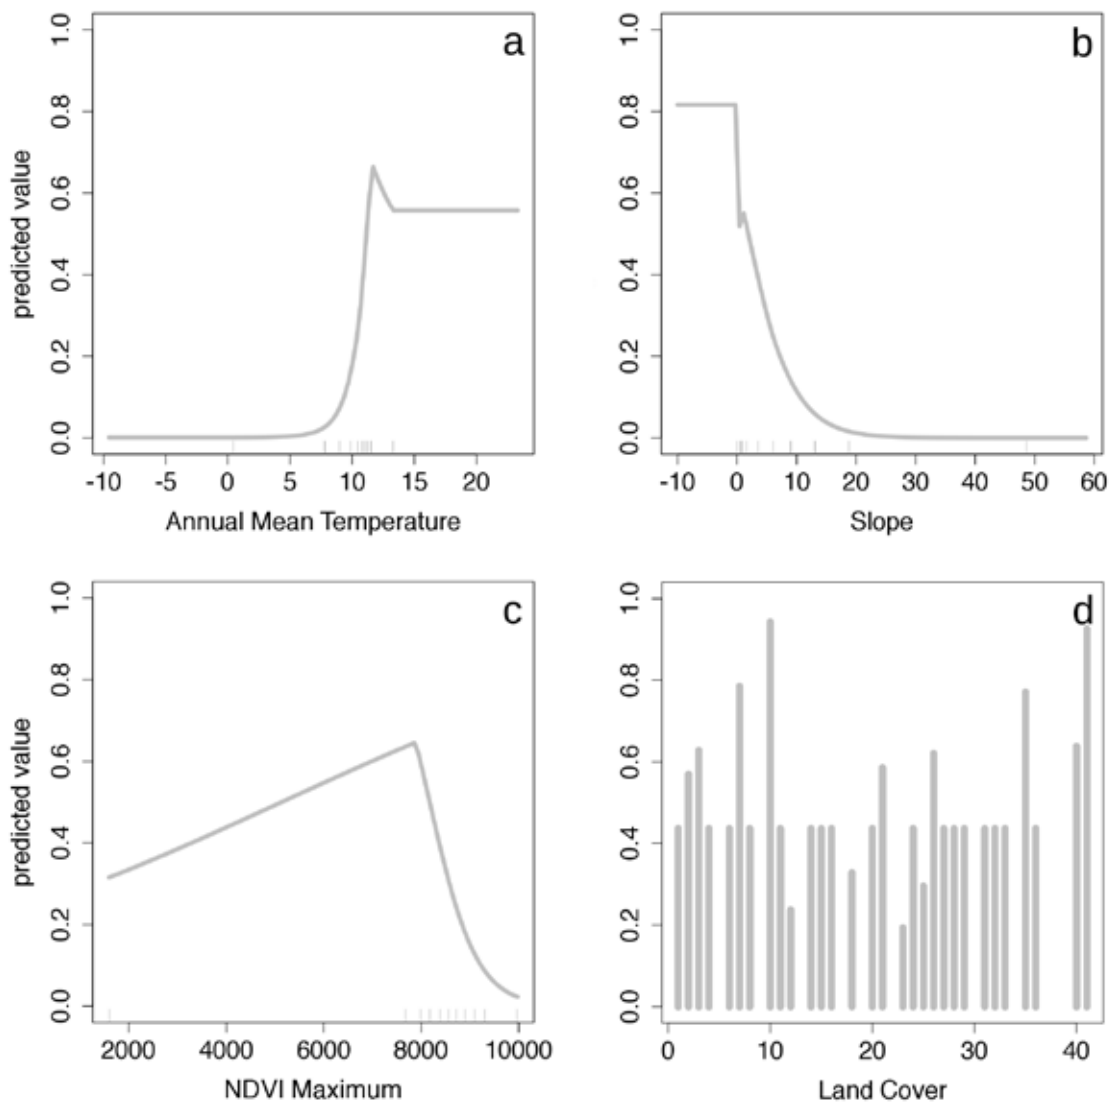 a
predicted value
1.0
0.8
0.6
0.4
0.2
0.0
-10 -5 0 5 10 15 20
Annual Mean Temperature
b
1.0
0.8
0.6
0.4
0.2
0.0
-10 0 10 20 30 40 50 60
Slope
c
predicted value
1.0
0.8
0.6
0.4
0.2
0.0
2000 4000 6000 8000 10000
NDVI Maximum
d
1.0
0.8
0.6
0.4
0.2
0.0
0 10 20 30 40
Land Cover